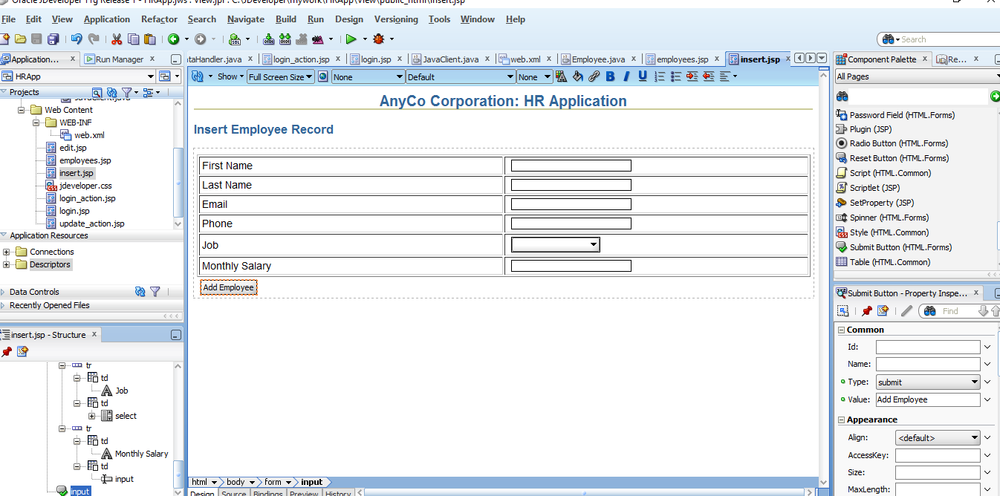 Oracle JDeveloper 11g Release 1 - HRApp.jws : View.jpr : C:\JDeveloper\mywork\HRApp\View\public_html\insert.jsp
File Edit View Application Refactor Search Navigate Build Run Design Versioning Tools Window Help
Search
Application... x Run Manager x
taHandler.java x login_action.jsp x login.jsp x JavaClient.java x web.xml x Employee.java x employees.jsp x insert.jsp x
Component Palette x Re... x
HRApp
Show Full Screen Size None Default None B I U
All Pages
Projects
JavaClient.java
Web Content
WEB-INF
web.xml
edit.jsp
employees.jsp
insert.jsp
jdeveloper.css
login_action.jsp
login.jsp
update_action.jsp
Application Resources
Connections
Descriptors
Data Controls
Recently Opened Files
insert.jsp - Structure x
tr
td
Job
td
select
tr
td
Monthly Salary
td
input
input
AnyCo Corporation: HR Application
Insert Employee Record
First Name
Last Name
Email
Phone
Job
Monthly Salary
Add Employee
html body form input
Design Source Bindings Preview History
Password Field (HTML.Forms)
Plugin (JSP)
Radio Button (HTML.Forms)
Reset Button (HTML.Forms)
Script (HTML.Common)
Scriptlet (JSP)
SetProperty (JSP)
Spinner (HTML.Forms)
Style (HTML.Common)
Submit Button (HTML.Forms)
Table (HTML.Common)
Submit Button - Property Inspe... x
Find
Common
Id:
Name:
Type: submit
Value: Add Employee
Appearance
Align: <default>
AccessKey:
Size:
MaxLength: